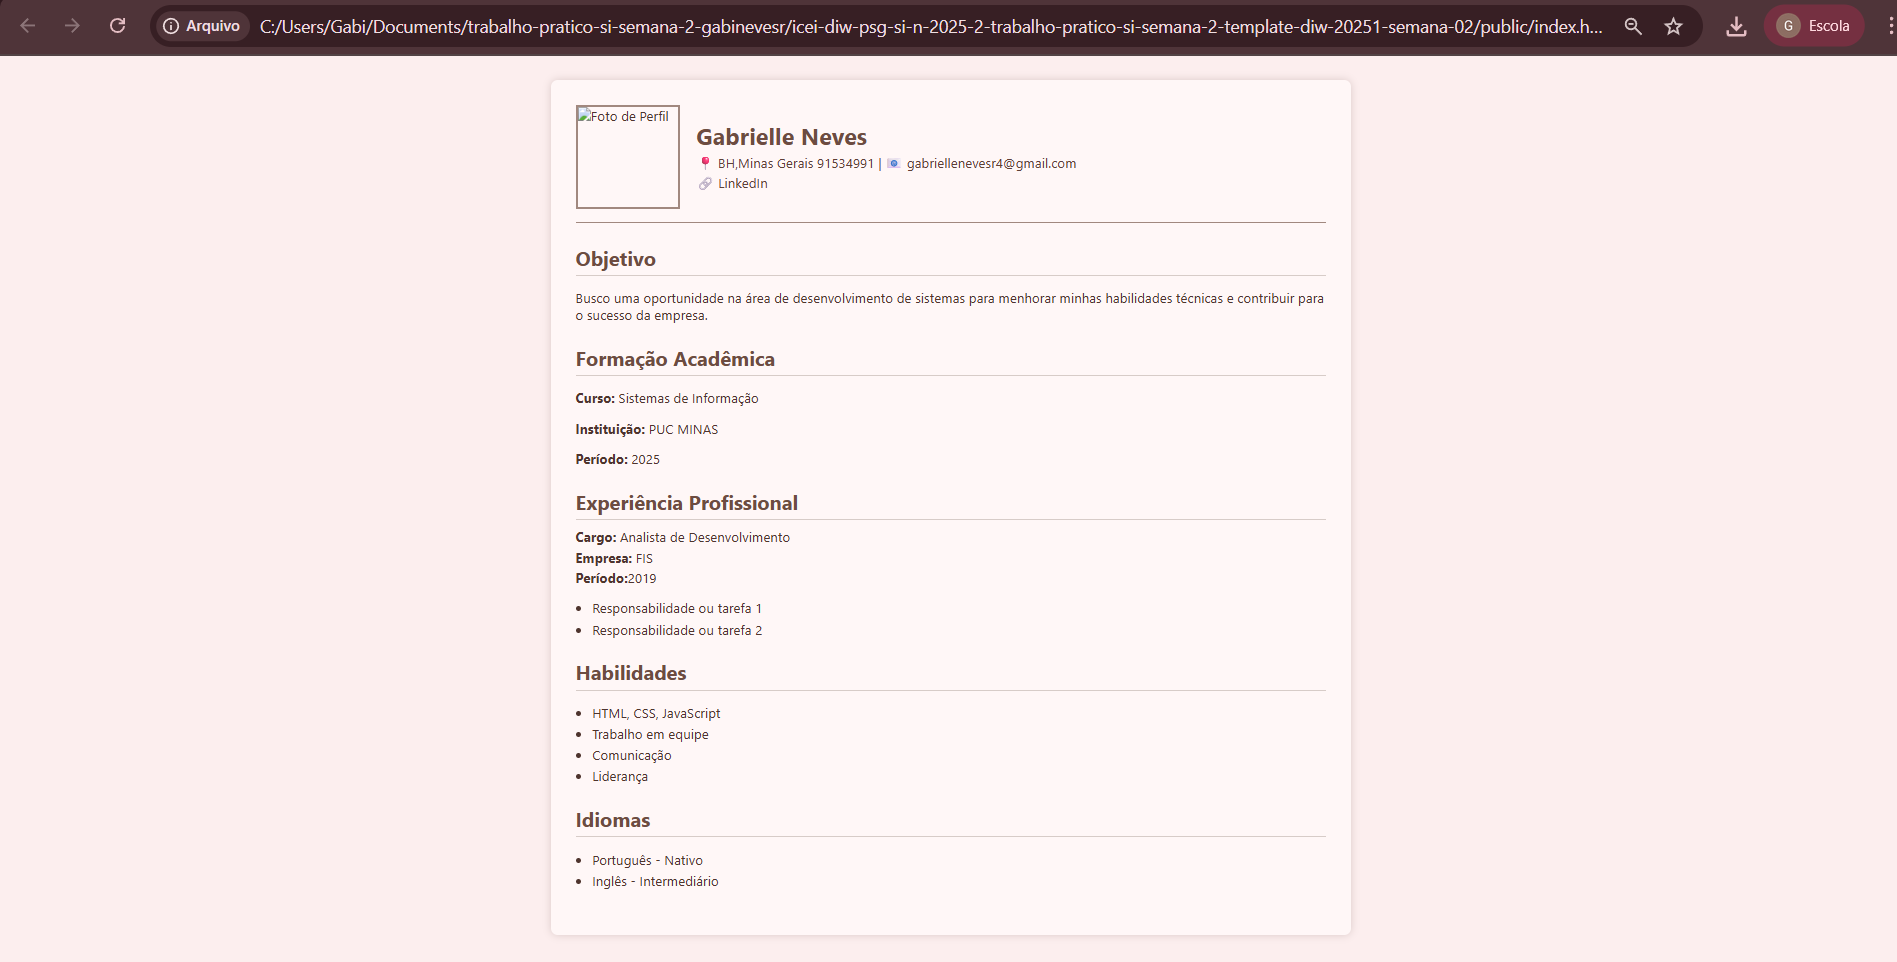 Arquivo
C:/Users/Gabi/Documents/trabalho-pratico-si-semana-2-gabinevesr/icei-diw-psg-si-n-2025-2-trabalho-pratico-si-semana-2-template-diw-20251-semana-02/public/index.h...
G Escola
Foto de Perfil
Gabrielle Neves
BH,Minas Gerais 91534991 | gabriellenevesr4@gmail.com
LinkedIn
Objetivo
Busco uma oportunidade na área de desenvolvimento de sistemas para menhorar minhas habilidades técnicas e contribuir para
o sucesso da empresa.
Formação Acadêmica
Curso: Sistemas de Informação
Instituição: PUC MINAS
Período: 2025
Experiência Profissional
Cargo: Analista de Desenvolvimento
Empresa: FIS
Período:2019
• Responsabilidade ou tarefa 1
• Responsabilidade ou tarefa 2
Habilidades
• HTML, CSS, JavaScript
• Trabalho em equipe
• Comunicação
• Liderança
Idiomas
• Português - Nativo
• Inglês - Intermediário